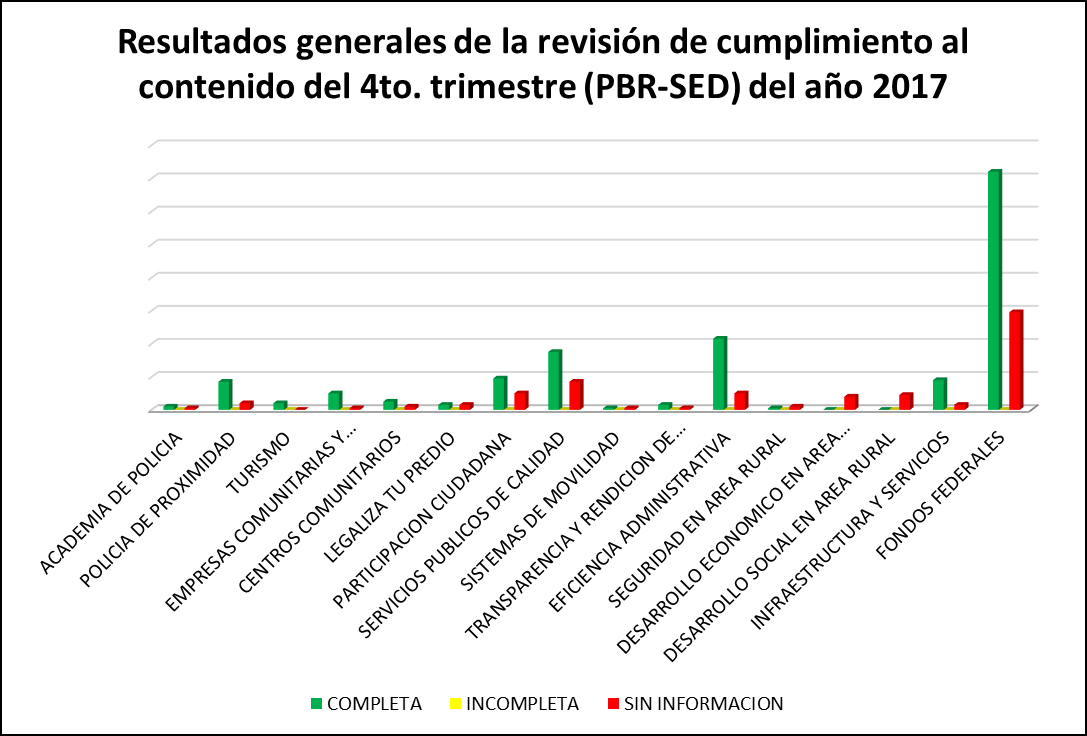 Resultados generales de la revisión de cumplimiento al
contenido del 4to. trimestre (PBR-SED) del año 2017
ACADEMIA DE POLICIA
POLICIA DE PROXIMIDAD
TURISMO
EMPRESAS COMUNITARIAS Y...
CENTROS COMUNITARIOS
LEGALIZA TU PREDIO
PARTICIPACION CIUDADANA
SERVICIOS PUBLICOS DE CALIDAD
SISTEMAS DE MOVILIDAD
TRANSPARENCIA Y RENDICION DE...
EFICIENCIA ADMINISTRATIVA
SEGURIDAD EN AREA RURAL
DESARROLLO ECONOMICO EN AREA...
DESARROLLO SOCIAL EN AREA RURAL
INFRAESTRUCTURA Y SERVICIOS
FONDOS FEDERALES
COMPLETA
INCOMPLETA
SIN INFORMACION